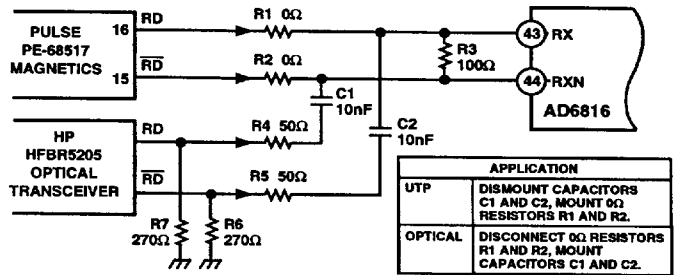 PULSE
PE-68517
MAGNETICS
16
RD
R1 0Ω
15
RD
R2 0Ω
HP
HFBR5205
OPTICAL
TRANSCEIVER
RD
R4 50Ω
RD
R5 50Ω
R7
270Ω
R6
270Ω
C1
10nF
C2
10nF
R3
100Ω
43 RX
44 RXN
AD6816
APPLICATION
UTP
DISMOUNT CAPACITORS
C1 AND C2, MOUNT 0Ω
RESISTORS R1 AND R2.
OPTICAL
DISCONNECT 0Ω RESISTORS
R1 AND R2, MOUNT
CAPACITORS C1 AND C2.